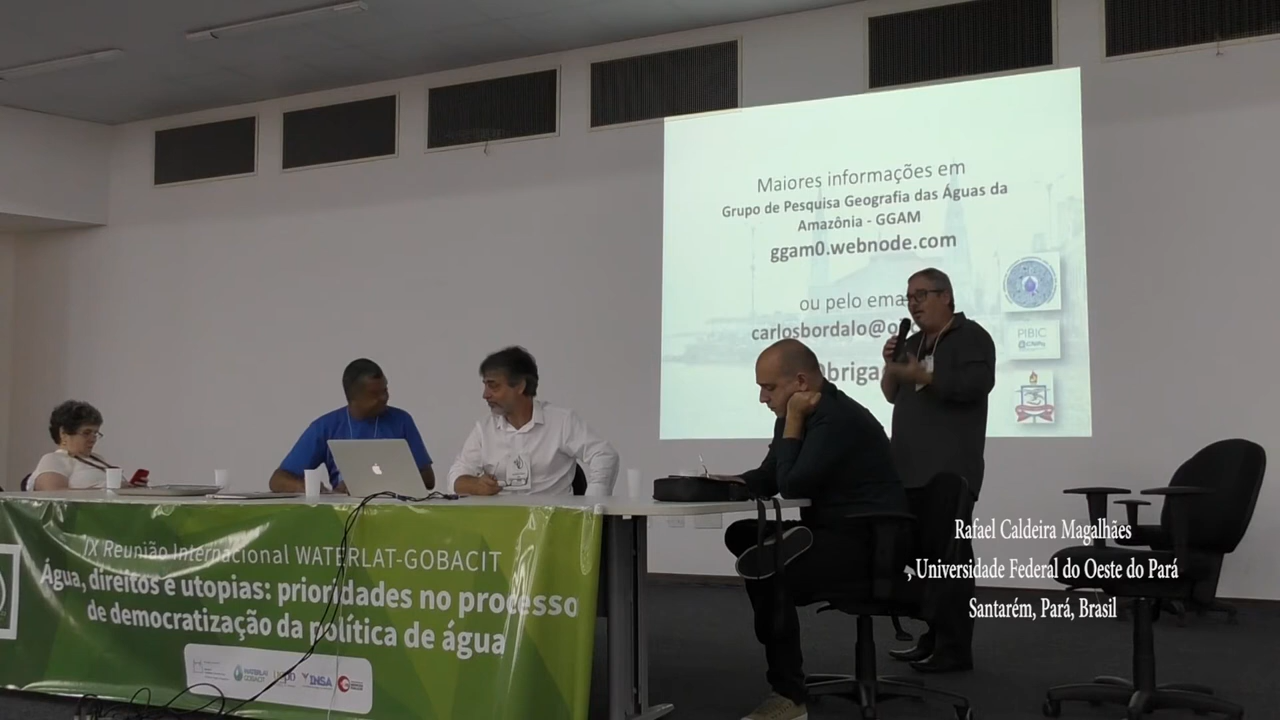 Maiores informações em
Grupo de Pesquisa Geografia das Águas da
Amazônia - GGAM
ggam0.webnode.com
ou pelo
carlosbordalo@
PIBIC
IX Reunião Internacional WATERLAT-GOBACIT
Água, direitos e utopias: prioridades no processo
de democratização da política de água
WATERLAT
GOBACIT
INSA
Rafael Caldeira Magalhães
, Universidade Federal do Oeste do Pará
Santarém, Pará, Brasil